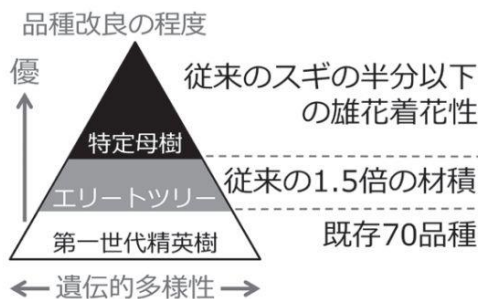 品種改良の程度
優
従来のスギの半分以下
の雄花着花性
特定母樹
従来の1.5倍の材積
エリートツリー
既存70品種
第一世代精英樹
遺伝的多様性